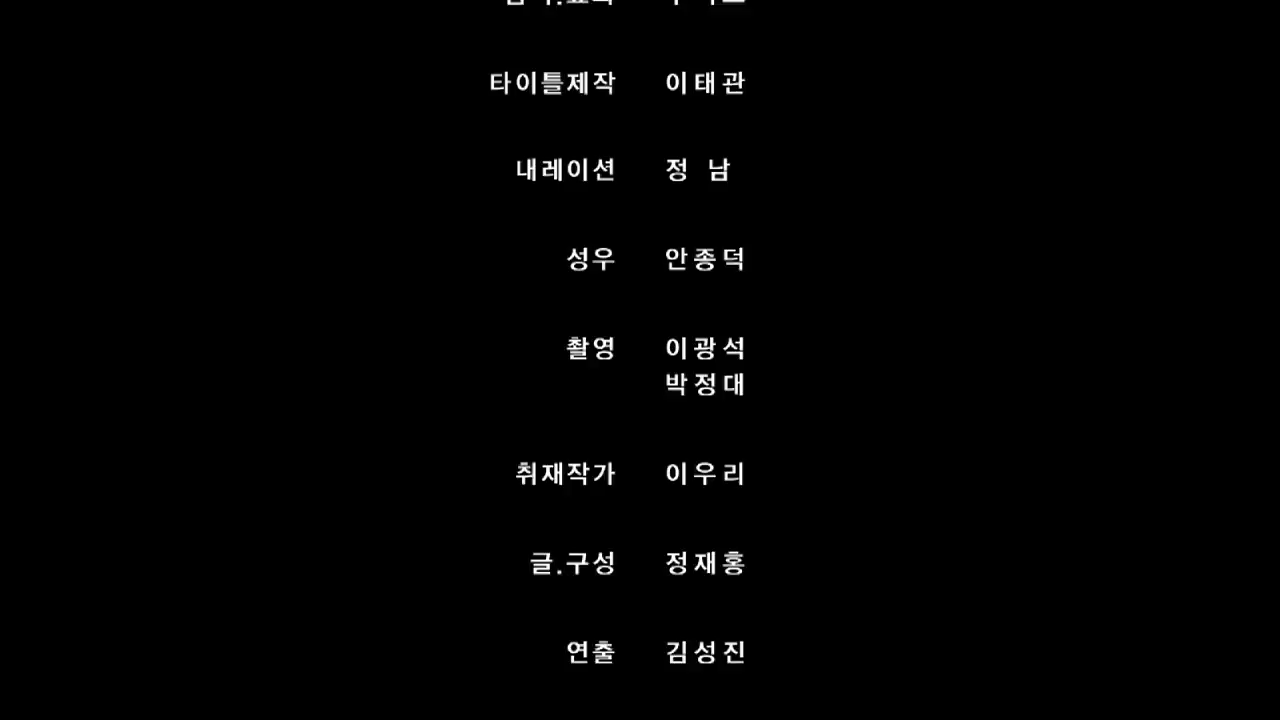 타이틀제작 이태관
내레이션 정 남
성우 안종덕
촬영 이광석
박정대
취재작가 이우리
글.구성 정재홍
연출 김성진